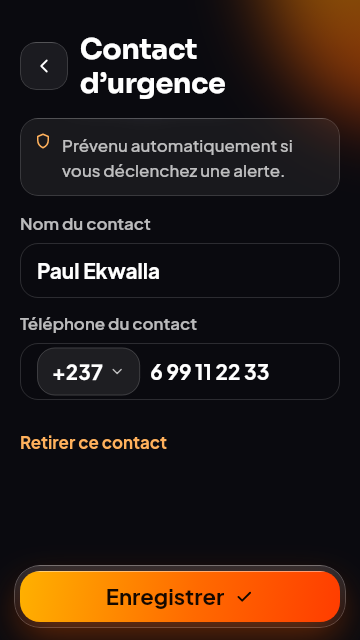 Contact
d’urgence
Prévenu automatiquement si
vous déclenchez une alerte.
Nom du contact
Paul Ekwalla
Téléphone du contact
+237 6 99 11 22 33
Retirer ce contact
Enregistrer